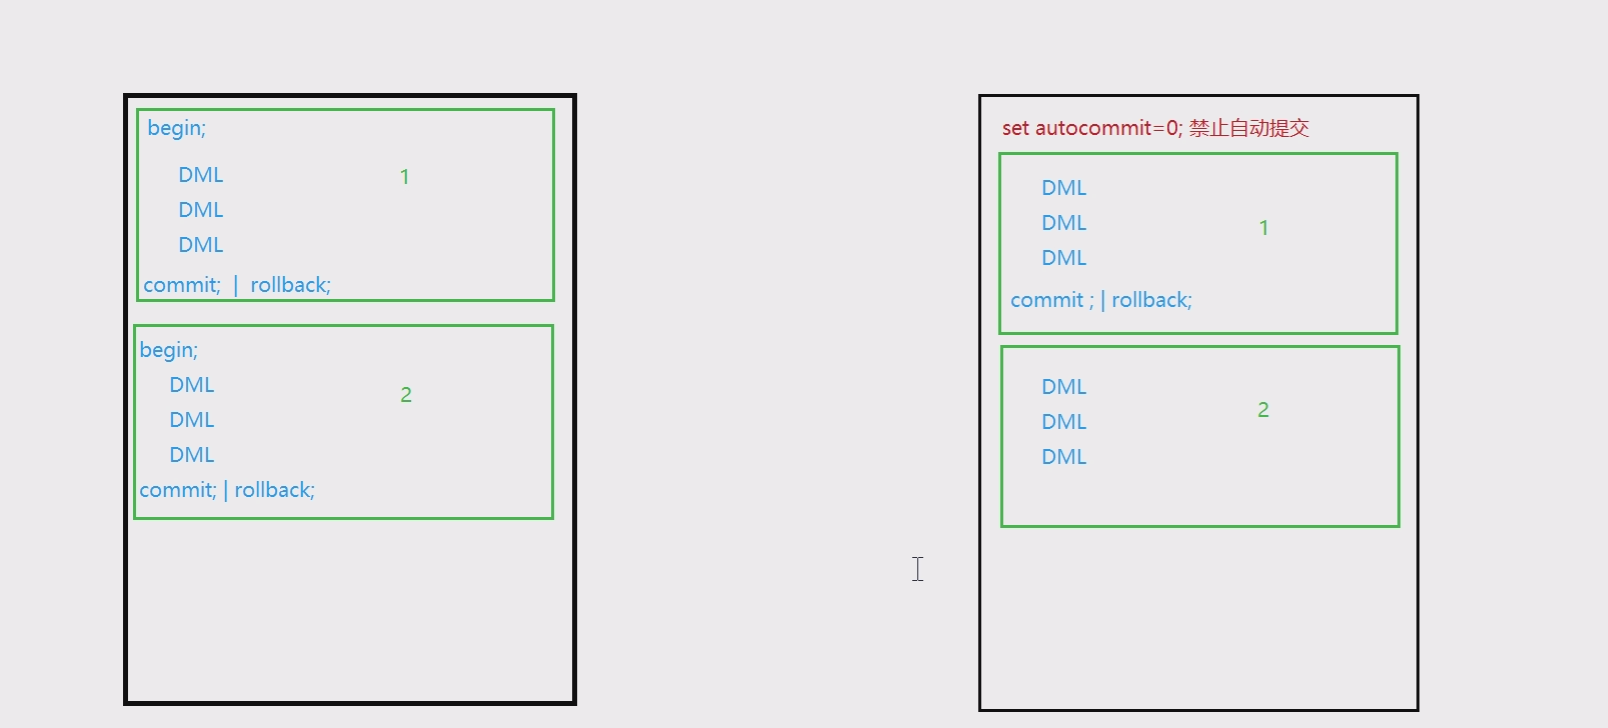 begin;
DML
1
DML
DML
commit; | rollback;
begin;
DML
2
DML
DML
commit; | rollback;
set autocommit=0; 禁止自动提交
DML
DML
1
DML
commit ; | rollback;
DML
2
DML
DML